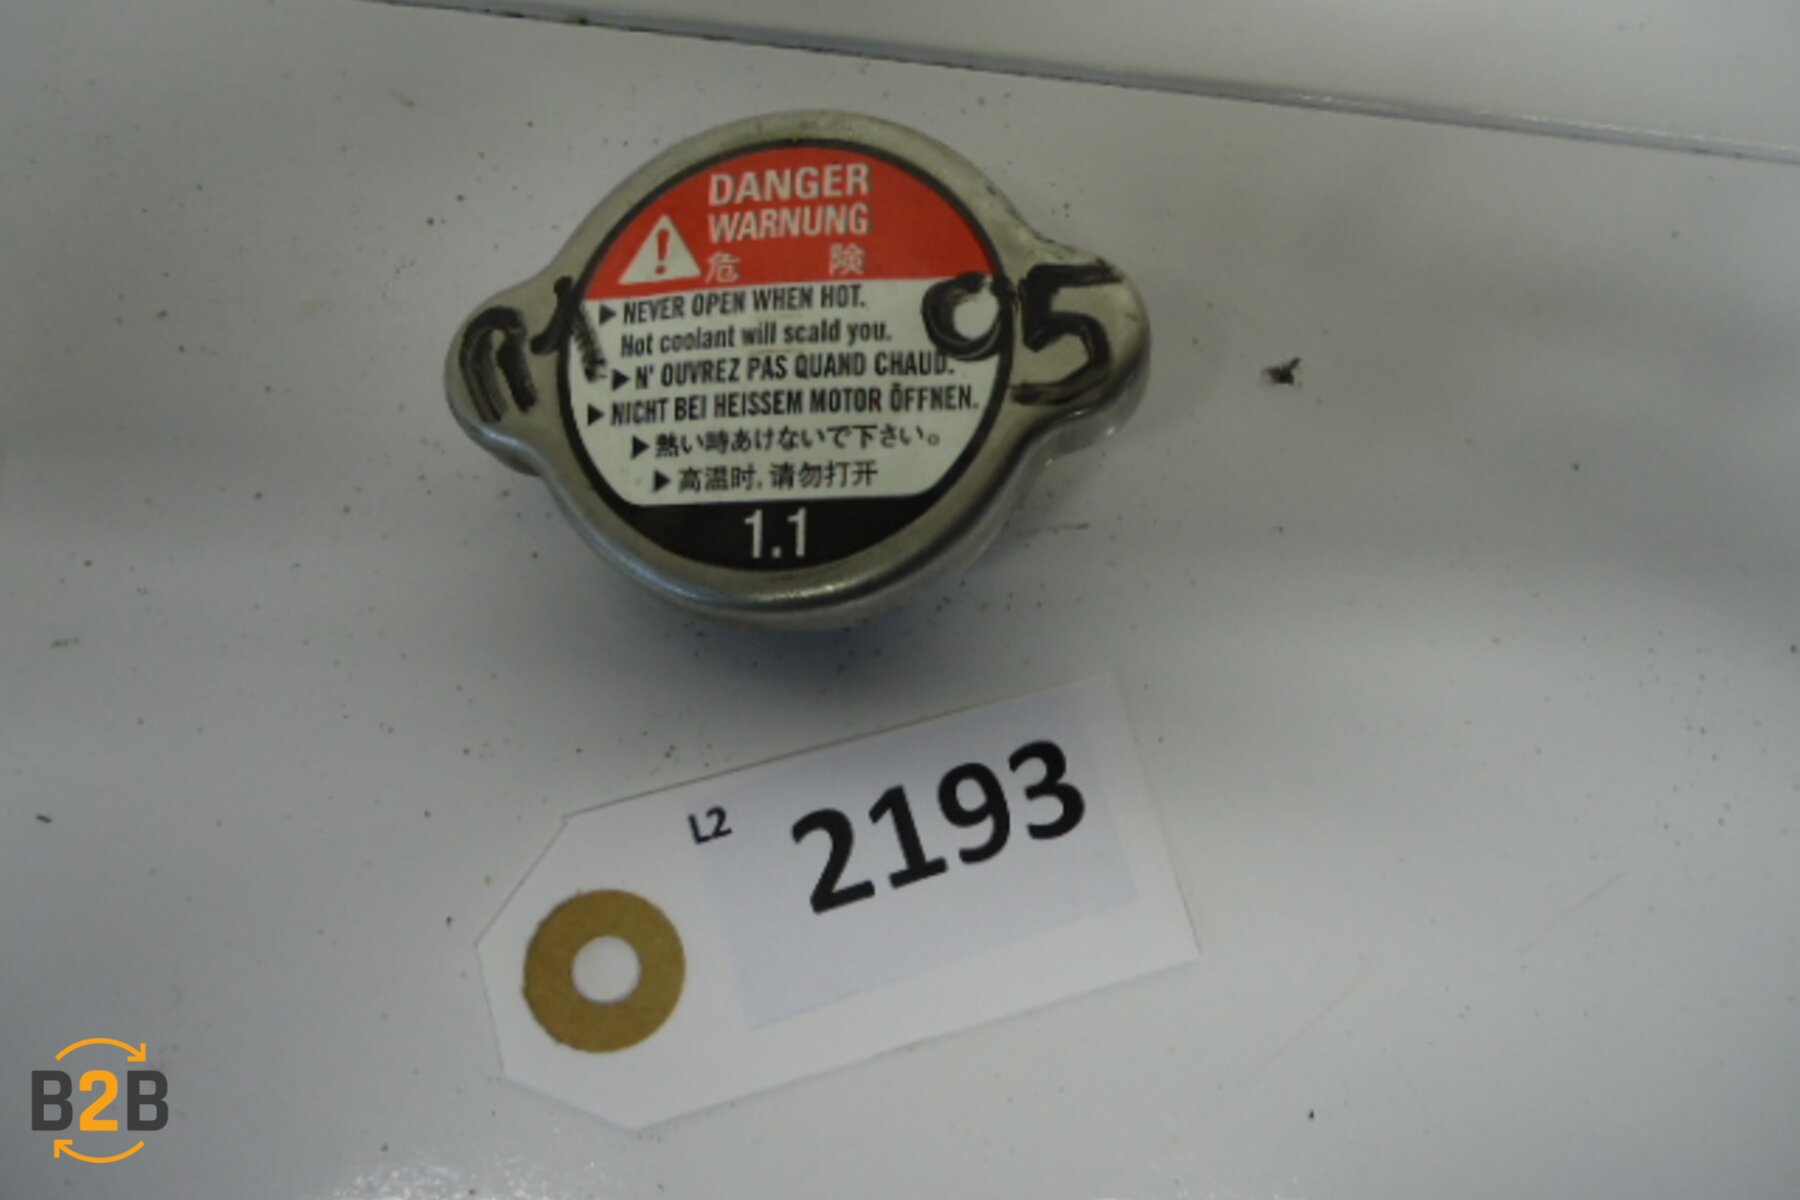 DANGER
WARNUNG
危 険
▶ NEVER OPEN WHEN HOT.
Hot coolant will scald you.
▶ N' OUVREZ PAS QUAND CHAUD.
▶ NICHT BEI HEISSEM MOTOR ÖFFNEN.
▶ 熱い時あけないで下さい。
▶ 高温时,请勿打开
1.1
05
L2
2193
B2B